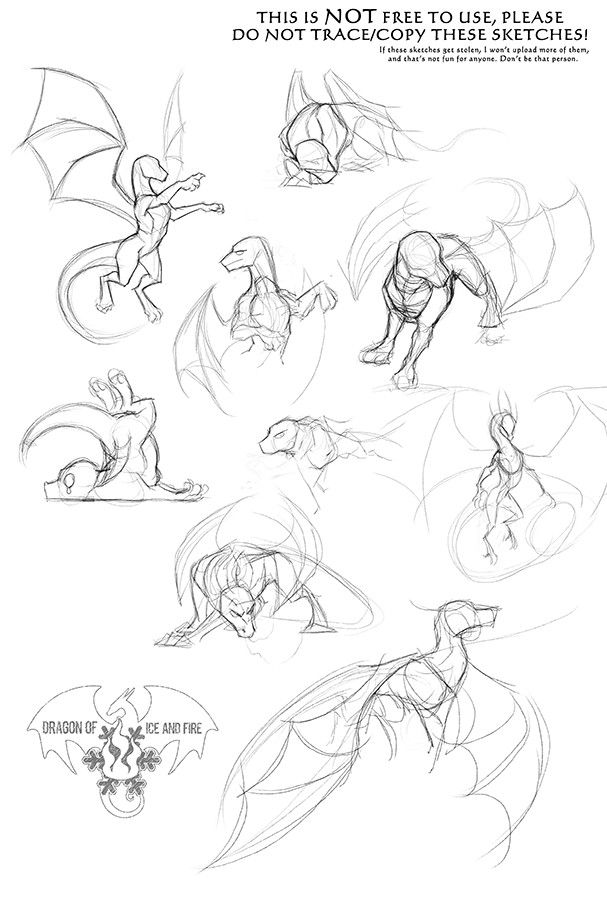 THIS IS NOT FREE TO USE, PLEASE
DO NOT TRACE/COPY THESE SKETCHES!
If these sketches get stolen, I won't upload more of them,
and that's not fun for anyone. Don't be that person.
DRAGON OF ICE AND FIRE